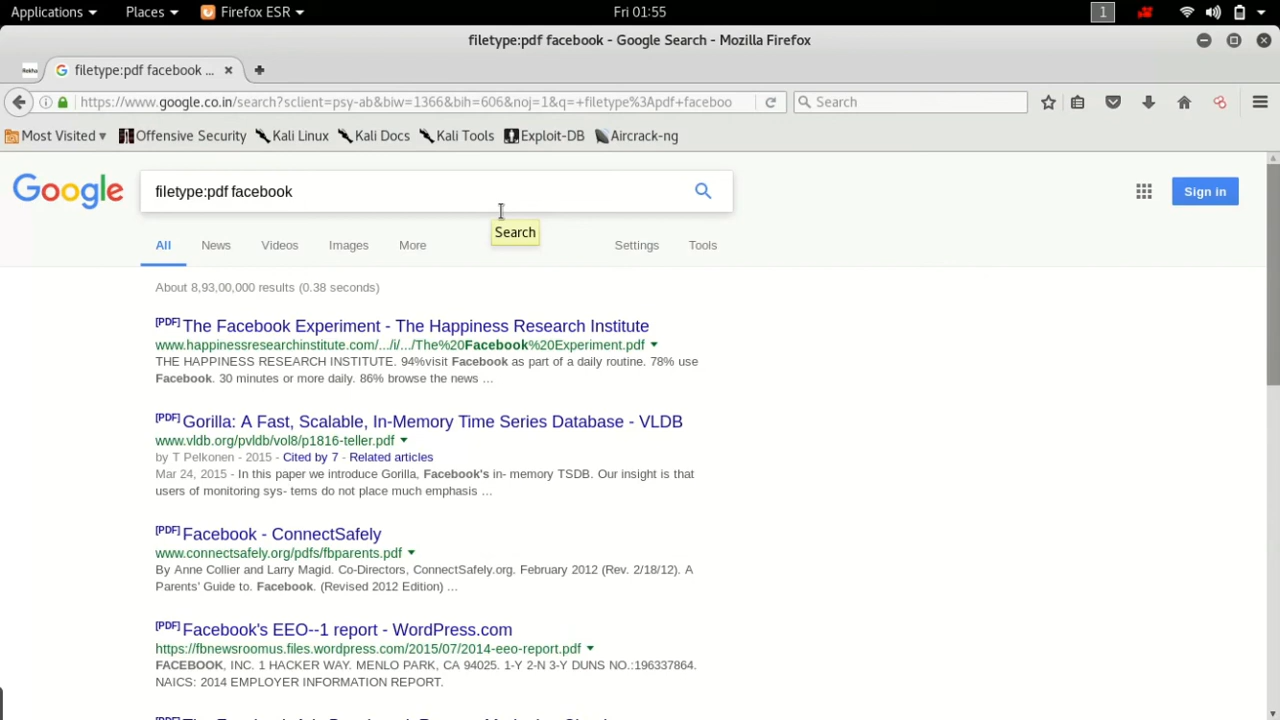 Applications Places Firefox ESR Fri 01:55 1
filetype:pdf facebook - Google Search - Mozilla Firefox
filetype:pdf facebook ...
https://www.google.co.in/search?sclient=psy-ab&biw=1366&bih=606&noj=1&q=+filetype%3Apdf+faceboo Search
Most Visited Offensive Security Kali Linux Kali Docs Kali Tools Exploit-DB Aircrack-ng
Google filetype:pdf facebook Sign in
Search
All News Videos Images More Settings Tools
About 8,93,00,000 results (0.38 seconds)
[PDF] The Facebook Experiment - The Happiness Research Institute
www.happinessresearchinstitute.com/.../i/.../The%20Facebook%20Experiment.pdf
THE HAPPINESS RESEARCH INSTITUTE. 94%visit Facebook as part of a daily routine. 78% use
Facebook. 30 minutes or more daily. 86% browse the news ...
[PDF] Gorilla: A Fast, Scalable, In-Memory Time Series Database - VLDB
www.vldb.org/pvldb/vol8/p1816-teller.pdf
by T Pelkonen - 2015 - Cited by 7 - Related articles
Mar 24, 2015 - In this paper we introduce Gorilla, Facebook's in- memory TSDB. Our insight is that
users of monitoring sys- tems do not place much emphasis ...
[PDF] Facebook - ConnectSafely
www.connectsafely.org/pdfs/fbparents.pdf
By Anne Collier and Larry Magid. Co-Directors, ConnectSafely.org. February 2012 (Rev. 2/18/12). A
Parents' Guide to. Facebook. (Revised 2012 Edition) ...
[PDF] Facebook's EEO--1 report - WordPress.com
https://fbnewsroomus.files.wordpress.com/2015/07/2014-eeo-report.pdf
FACEBOOK, INC. 1 HACKER WAY. MENLO PARK, CA 94025. 1-Y 2-N 3-Y DUNS NO.:196337864.
NAICS: 2014 EMPLOYER INFORMATION REPORT.